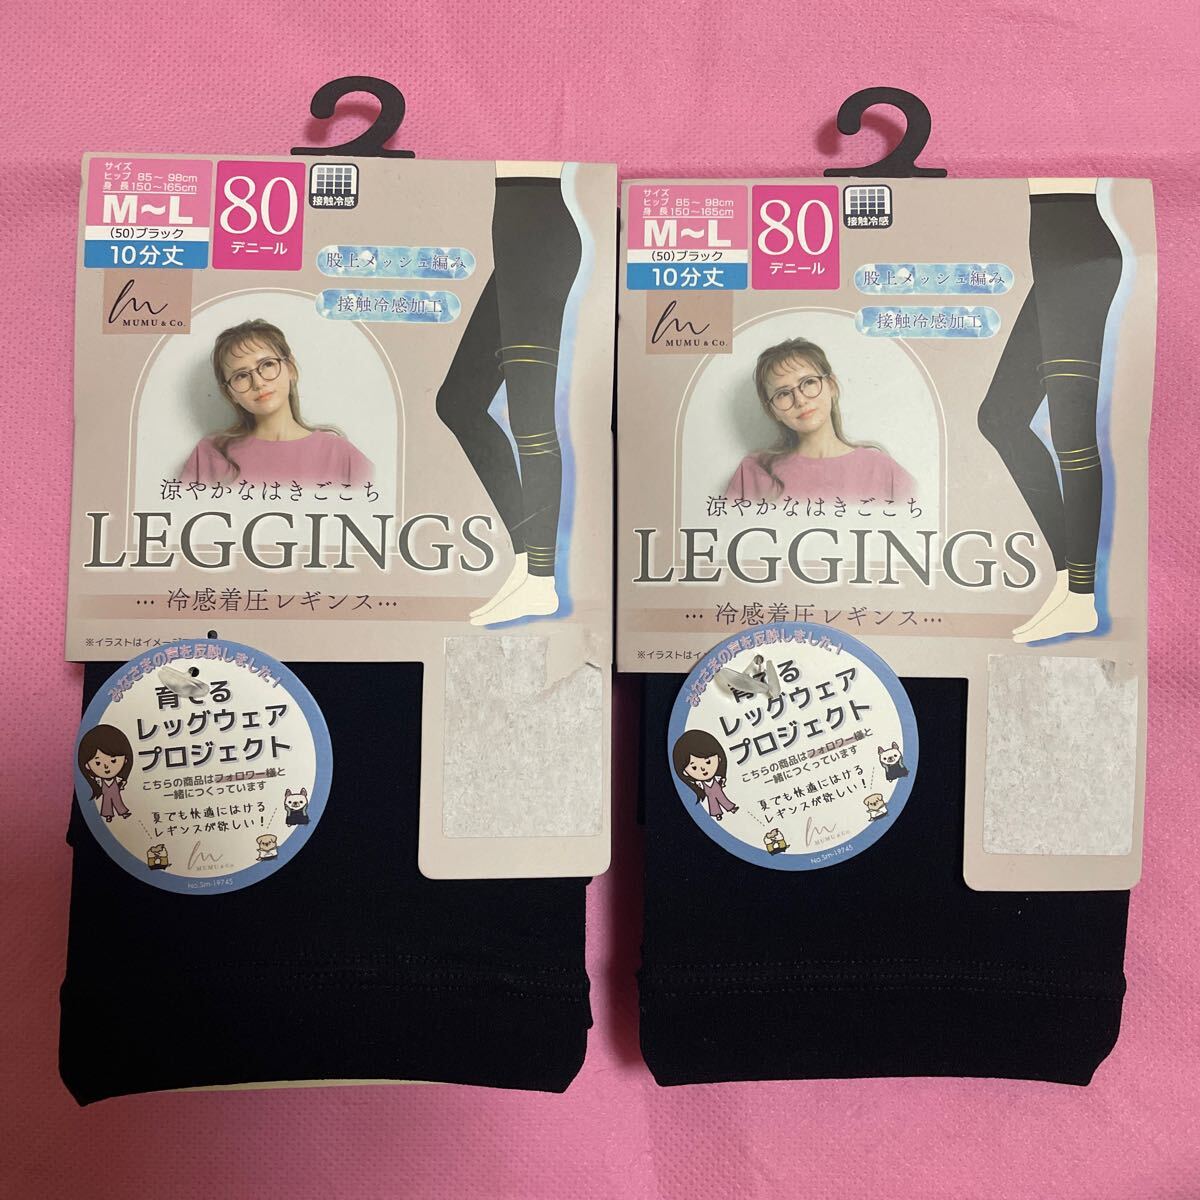 サイズ
ヒップ 85～98cm
身 長 150～165cm
M～L
(50)ブラック
10分丈
80
デニール
接触冷感
股上メッシュ編み
接触冷感加工
MUMU & Co.
涼やかなはきごこち
LEGGINGS
… 冷感着圧レギンス…
※イラストはイメージ
みなさまの声を反映しました！
育てる
レッグウェア
プロジェクト
こちらの商品はフォロワー様と
一緒につくっています
夏でも快適にはける
レギンスが欲しい！
MUMU & Co.
No.Sm-19745
サイズ
ヒップ 85～98cm
身 長 150～165cm
M～L
(50)ブラック
10分丈
80
デニール
接触冷感
股上メッシュ編み
接触冷感加工
MUMU & Co.
涼やかなはきごこち
LEGGINGS
… 冷感着圧レギンス…
※イラストはイメ
みなさまの声を反映しました！
育てる
レッグウェア
プロジェクト
こちらの商品はフォロワー様と
一緒につくっています
夏でも快適にはける
レギンスが欲しい！
MUMU & Co.
No.Sm-19745